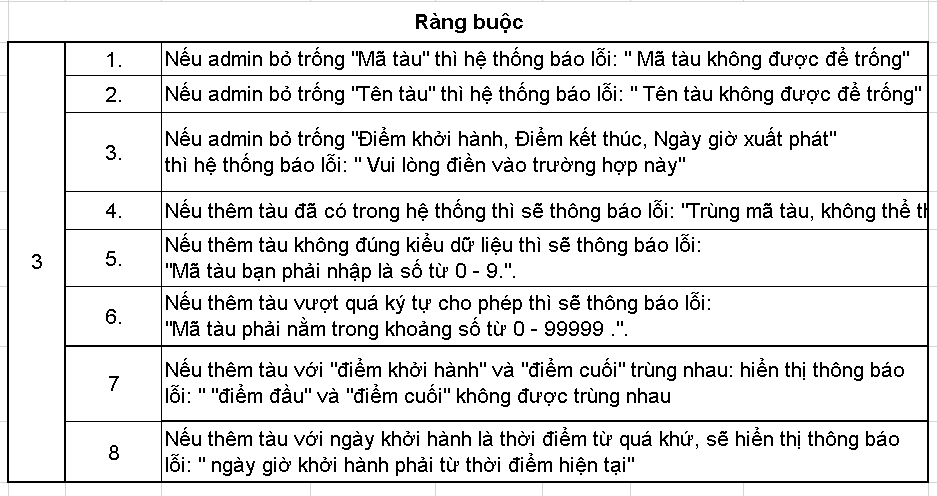 Ràng buộc
1. Nếu admin bỏ trống "Mã tàu" thì hệ thống báo lỗi: " Mã tàu không được để trống"
2. Nếu admin bỏ trống "Tên tàu" thì hệ thống báo lỗi: " Tên tàu không được để trống"
3. Nếu admin bỏ trống "Điểm khởi hành, Điểm kết thúc, Ngày giờ xuất phát"
thì hệ thống báo lỗi: " Vui lòng điền vào trường hợp này"
4. Nếu thêm tàu đã có trong hệ thống thì sẽ thông báo lỗi: "Trùng mã tàu, không thể
3
5. Nếu thêm tàu không đúng kiểu dữ liệu thì sẽ thông báo lỗi:
"Mã tàu bạn phải nhập là số từ 0 - 9.".
6. Nếu thêm tàu vượt quá ký tự cho phép thì sẽ thông báo lỗi:
"Mã tàu phải nằm trong khoảng số từ 0 - 99999 .".
7 Nếu thêm tàu với "điểm khởi hành" và "điểm cuối" trùng nhau: hiển thị thông báo
lỗi: " "điểm đầu" và "điểm cuối" không được trùng nhau
8 Nếu thêm tàu với ngày khởi hành là thời điểm từ quá khứ, sẽ hiển thị thông báo
lỗi: " ngày giờ khởi hành phải từ thời điểm hiện tại"